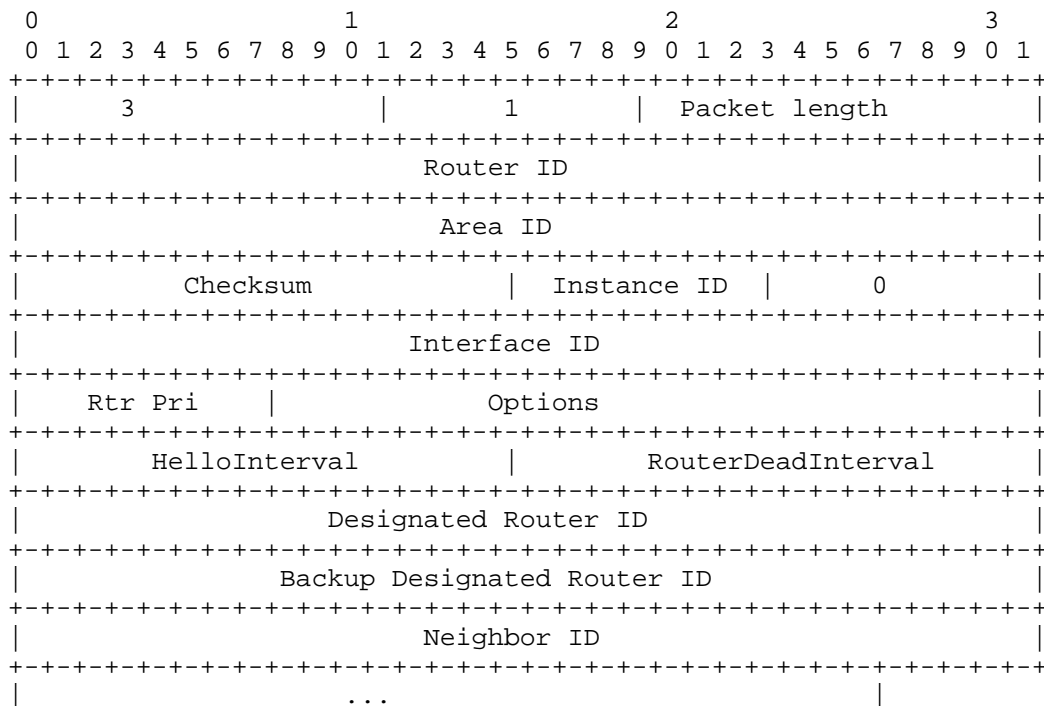 0                   1                   2                   3
0 1 2 3 4 5 6 7 8 9 0 1 2 3 4 5 6 7 8 9 0 1 2 3 4 5 6 7 8 9 0 1
+-+-+-+-+-+-+-+-+-+-+-+-+-+-+-+-+-+-+-+-+-+-+-+-+-+-+-+-+-+-+-+-+
|      3               |       1       |  Packet length         |
+-+-+-+-+-+-+-+-+-+-+-+-+-+-+-+-+-+-+-+-+-+-+-+-+-+-+-+-+-+-+-+-+
|                         Router ID                             |
+-+-+-+-+-+-+-+-+-+-+-+-+-+-+-+-+-+-+-+-+-+-+-+-+-+-+-+-+-+-+-+-+
|                          Area ID                              |
+-+-+-+-+-+-+-+-+-+-+-+-+-+-+-+-+-+-+-+-+-+-+-+-+-+-+-+-+-+-+-+-+
|          Checksum             |  Instance ID  |      0        |
+-+-+-+-+-+-+-+-+-+-+-+-+-+-+-+-+-+-+-+-+-+-+-+-+-+-+-+-+-+-+-+-+
|                        Interface ID                           |
+-+-+-+-+-+-+-+-+-+-+-+-+-+-+-+-+-+-+-+-+-+-+-+-+-+-+-+-+-+-+-+-+
|    Rtr Pri    |             Options                           |
+-+-+-+-+-+-+-+-+-+-+-+-+-+-+-+-+-+-+-+-+-+-+-+-+-+-+-+-+-+-+-+-+
|        HelloInterval          |        RouterDeadInterval     |
+-+-+-+-+-+-+-+-+-+-+-+-+-+-+-+-+-+-+-+-+-+-+-+-+-+-+-+-+-+-+-+-+
|                   Designated Router ID                        |
+-+-+-+-+-+-+-+-+-+-+-+-+-+-+-+-+-+-+-+-+-+-+-+-+-+-+-+-+-+-+-+-+
|                Backup Designated Router ID                    |
+-+-+-+-+-+-+-+-+-+-+-+-+-+-+-+-+-+-+-+-+-+-+-+-+-+-+-+-+-+-+-+-+
|                         Neighbor ID                           |
+-+-+-+-+-+-+-+-+-+-+-+-+-+-+-+-+-+-+-+-+-+-+-+-+-+-+-+-+-+-+-+-+
|                    ...                              |